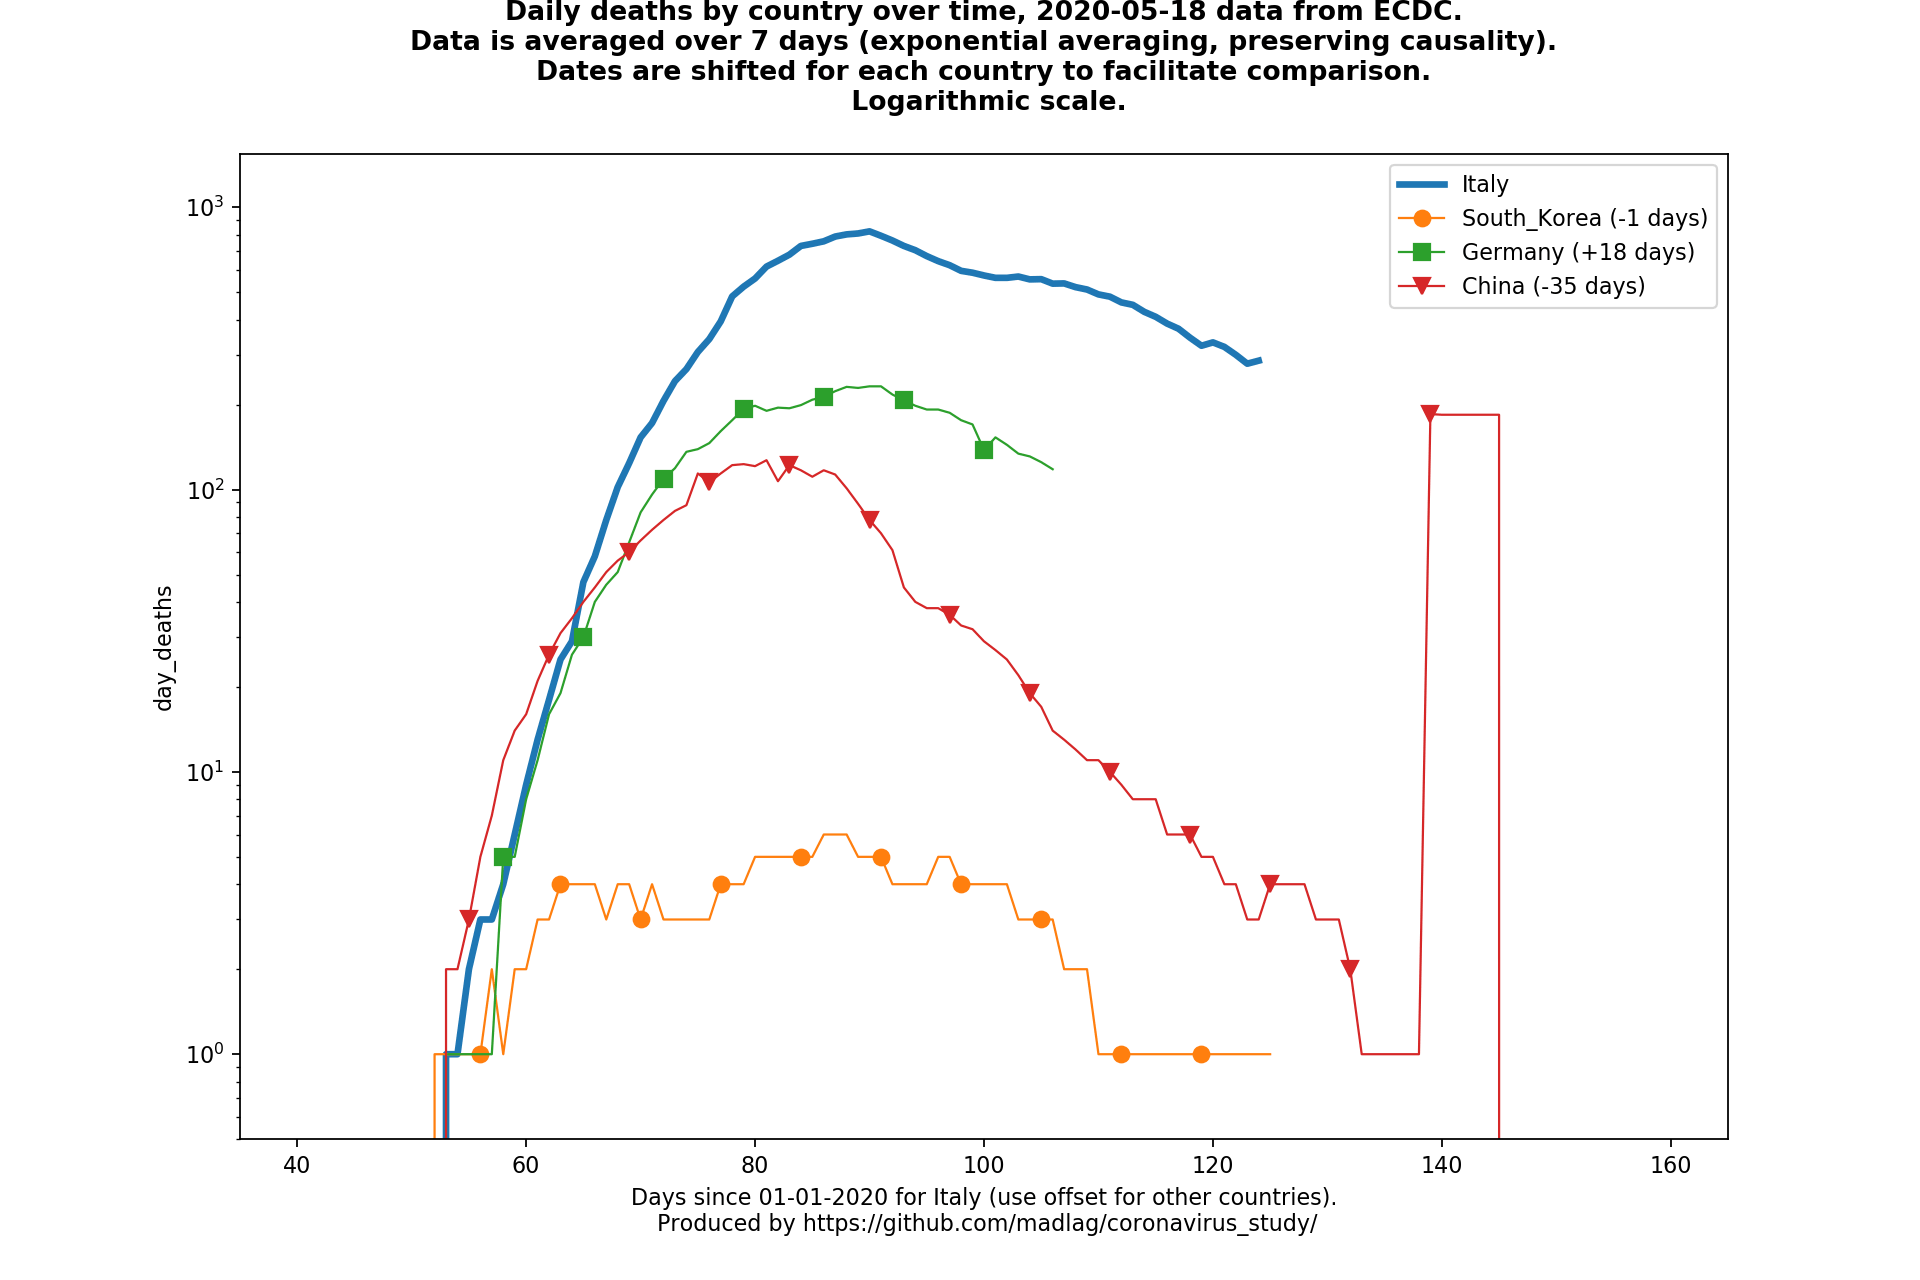 Daily deaths by country over time, 2020-05-18 data from ECDC.
Data is averaged over 7 days (exponential averaging, preserving causality).
Dates are shifted for each country to facilitate comparison.
Logarithmic scale.
Italy
South_Korea (-1 days)
Germany (+18 days)
China (-35 days)
10³
10²
10¹
10⁰
day_deaths
40 60 80 100 120 140 160
Days since 01-01-2020 for Italy (use offset for other countries).
Produced by https://github.com/madlag/coronavirus_study/